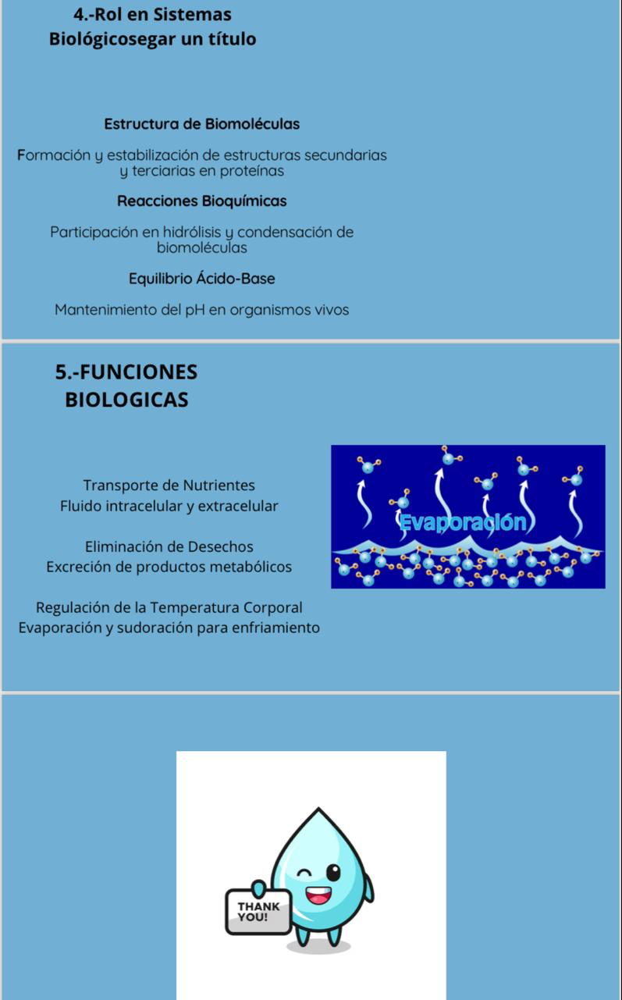 4.-Rol en Sistemas
Biológicosegar un título
Estructura de Biomoléculas
Formación y estabilización de estructuras secundarias
y terciarias en proteínas
Reacciones Bioquímicas
Participación en hidrólisis y condensación de
biomoléculas
Equilibrio Ácido-Base
Mantenimiento del pH en organismos vivos
5.-FUNCIONES
BIOLOGICAS
Transporte de Nutrientes
Fluido intracelular y extracelular
Eliminación de Desechos
Excreción de productos metabólicos
Regulación de la Temperatura Corporal
Evaporación y sudoración para enfriamiento
Evaporación
THANK
YOU!